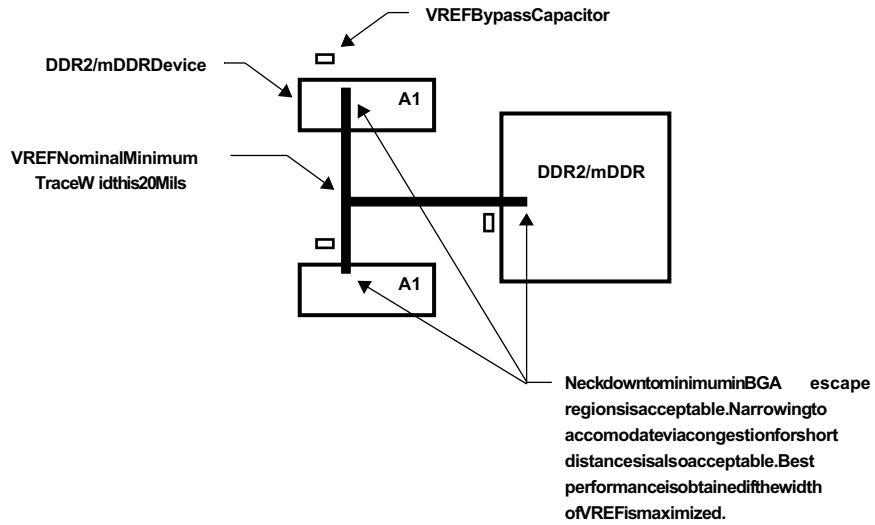 VREFBypassCapacitor
DDR2/mDDRDevice
A1
VREFNominalMinimum
TraceW idthis20Mils
DDR2/mDDR
A1
NeckdowntominimuminBGA escape
regionsisacceptable.Narrowingto
accomodateviacongestionforshort
distancesisalsoacceptable.Best
performanceisobtainedifthewidth
ofVREFismaximized.